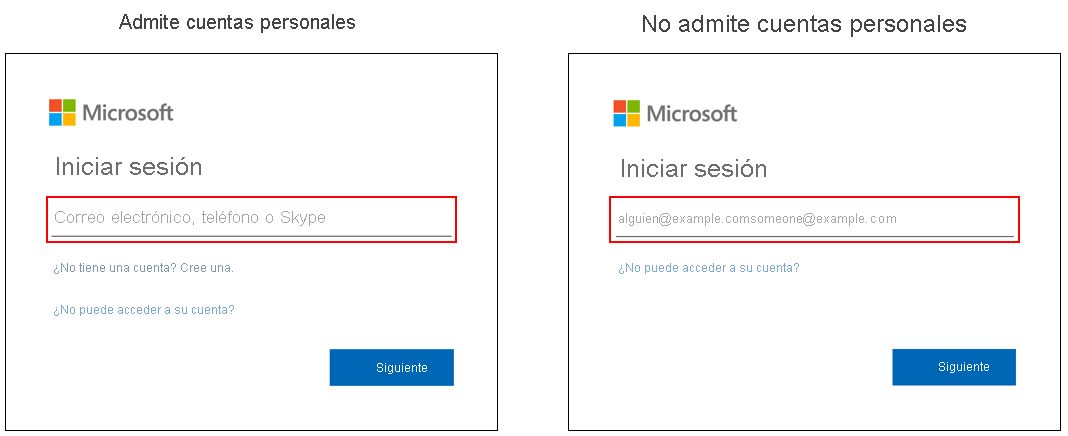 Admite cuentas personales
Microsoft
Iniciar sesión
Correo electrónico, teléfono o Skype
¿No tiene una cuenta? Cree una.
¿No puede acceder a su cuenta?
Siguiente
No admite cuentas personales
Microsoft
Iniciar sesión
alguien@example.comsomeone@example.com
¿No puede acceder a su cuenta?
Siguiente